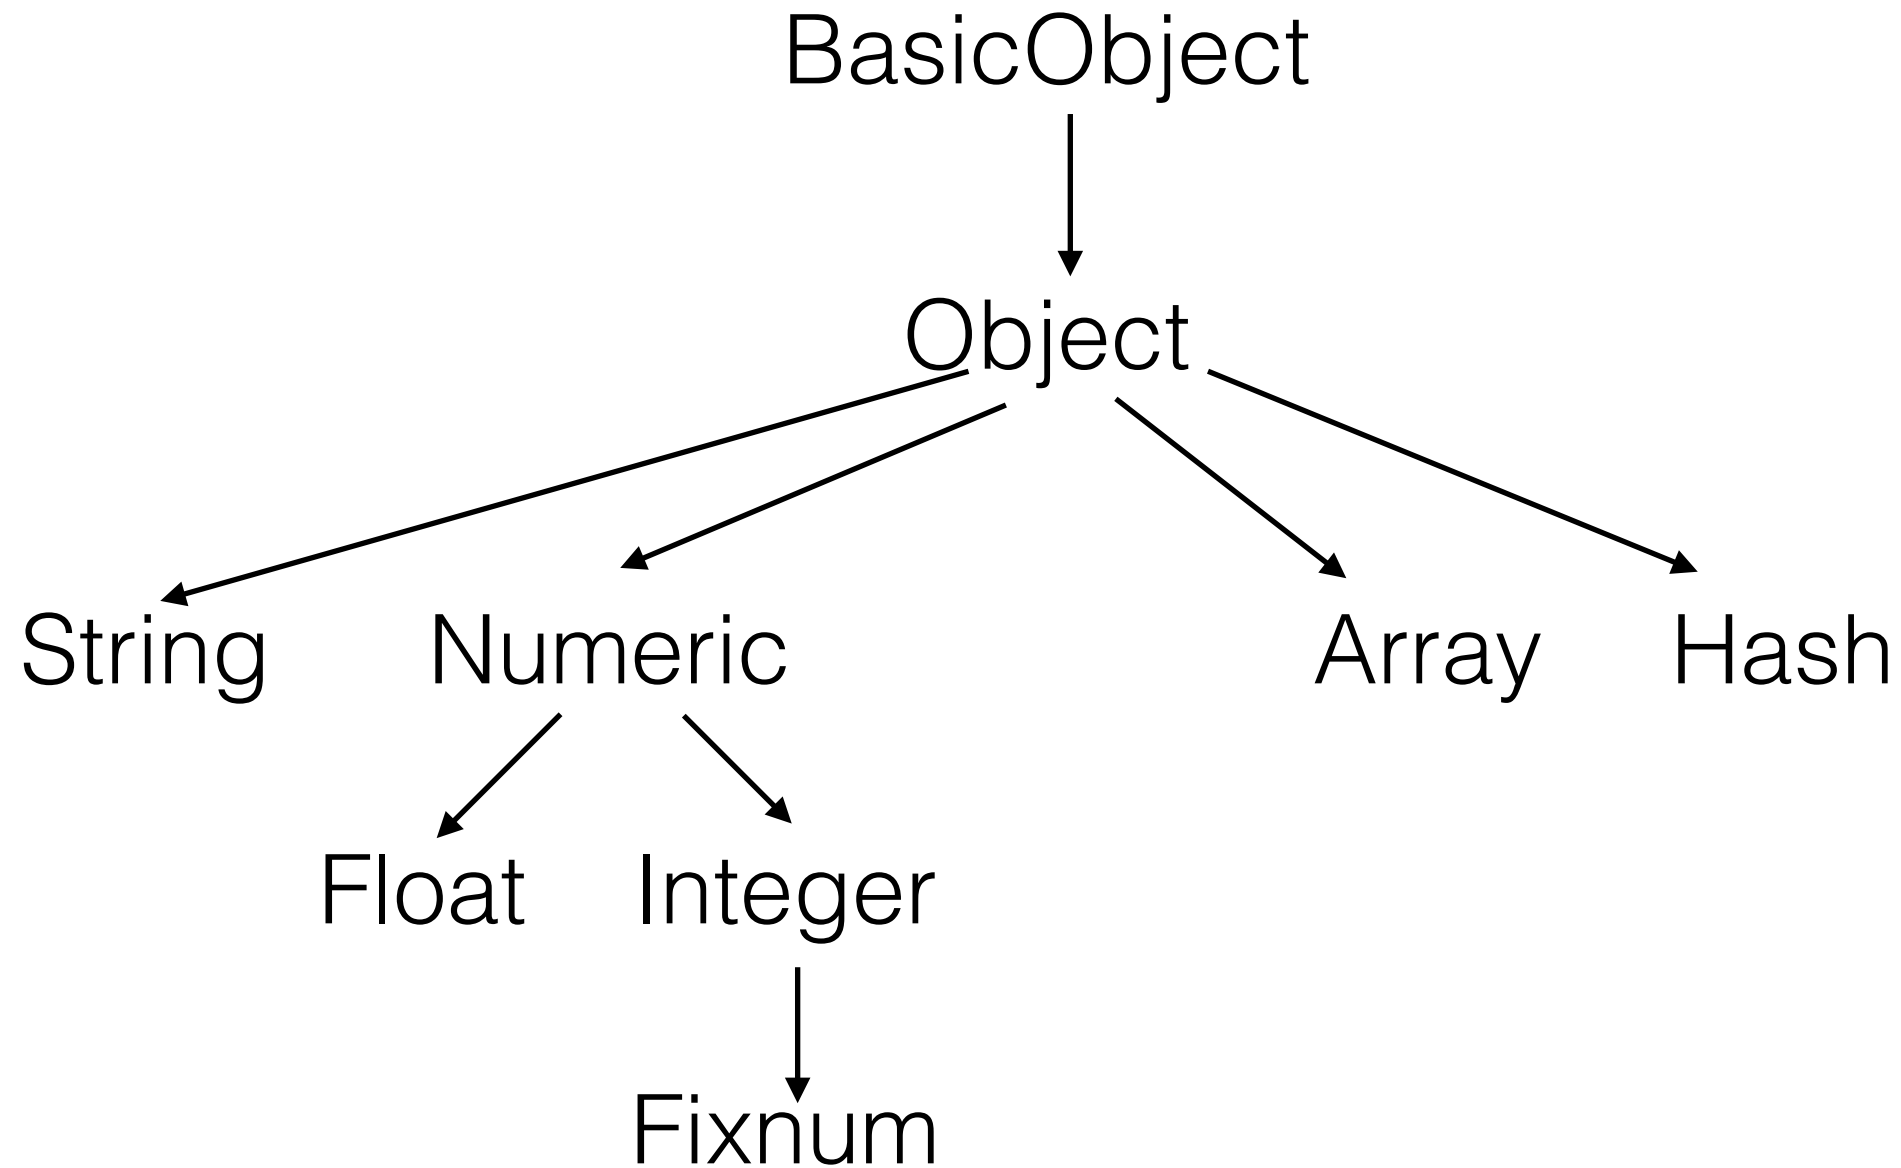 BasicObject
Object
String Numeric Array Hash
Float Integer
Fixnum